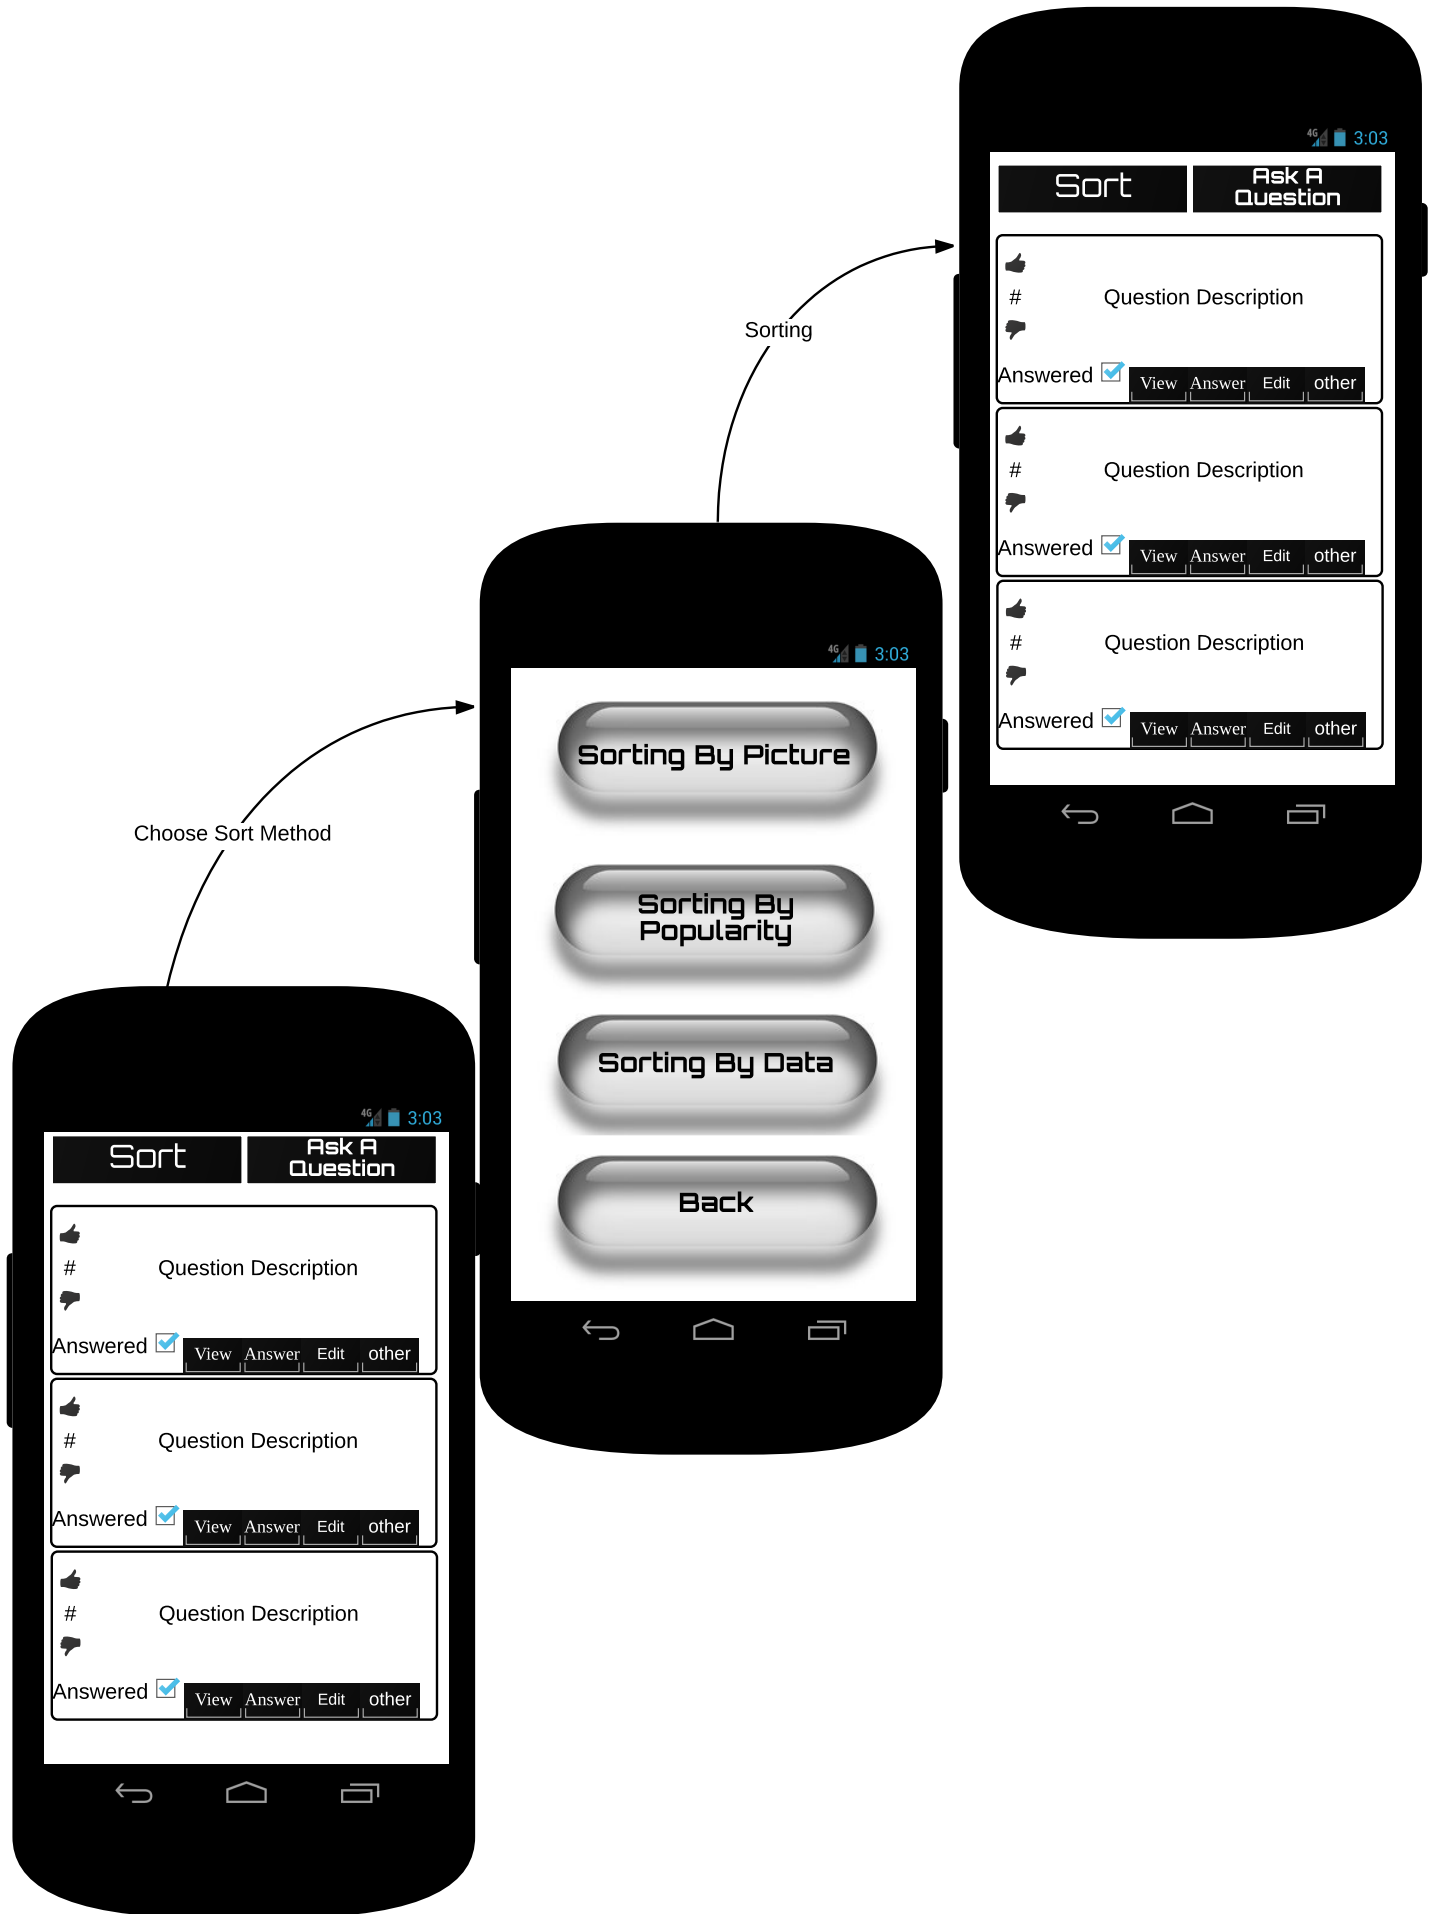 4G 3:03
Sort
Ask A
Question
#
Question Description
Answered View Answer Edit other
#
Question Description
Answered View Answer Edit other
#
Question Description
Answered View Answer Edit other
Sorting
4G 3:03
Sorting By Picture
Sorting By
Popularity
Sorting By Data
Back
Choose Sort Method
4G 3:03
Sort
Ask A
Question
#
Question Description
Answered View Answer Edit other
#
Question Description
Answered View Answer Edit other
#
Question Description
Answered View Answer Edit other